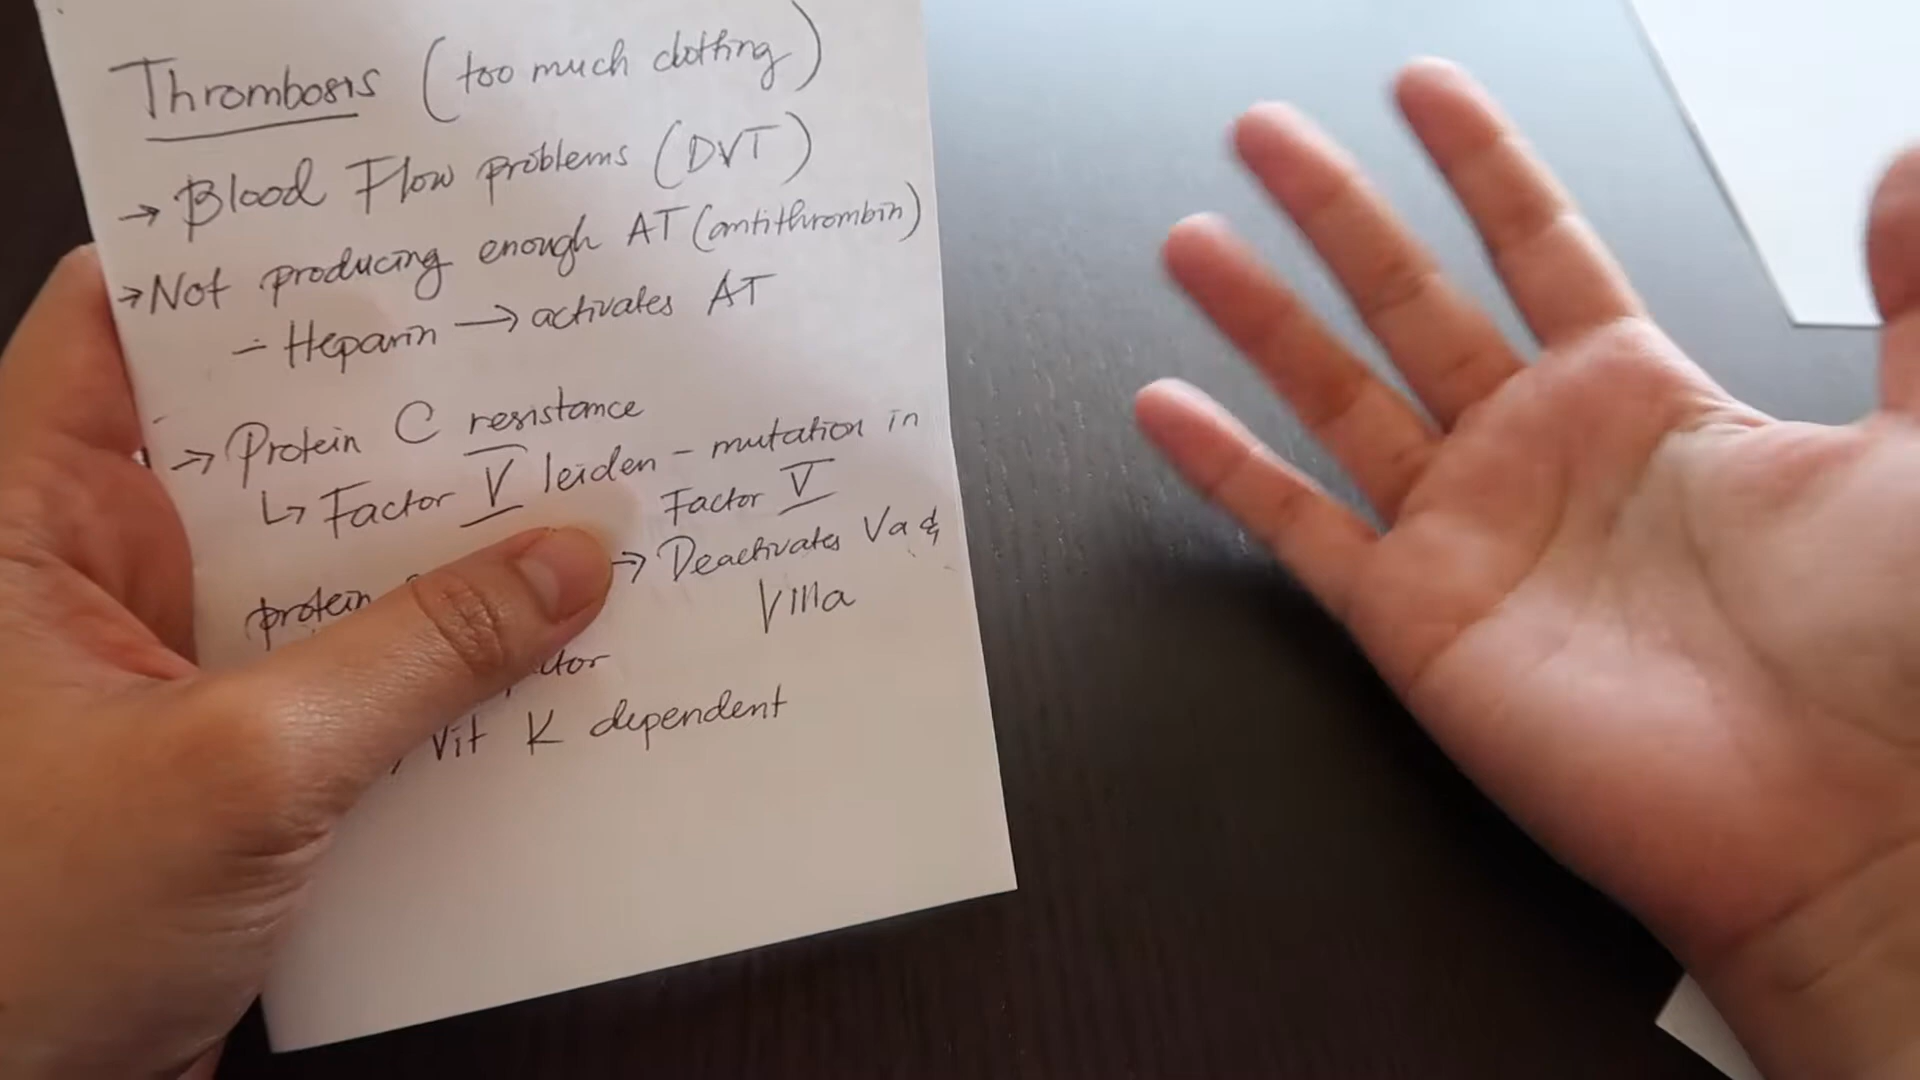 Thrombosis (too much clotting)
→ Blood Flow problems (DVT)
→ Not producing enough AT (antithrombin)
- Heparin → activates AT
→ Protein C resistance
↳ Factor V leiden - mutation in
Factor V
protein → Deactivates Va &
VIIIa
Vit K dependent